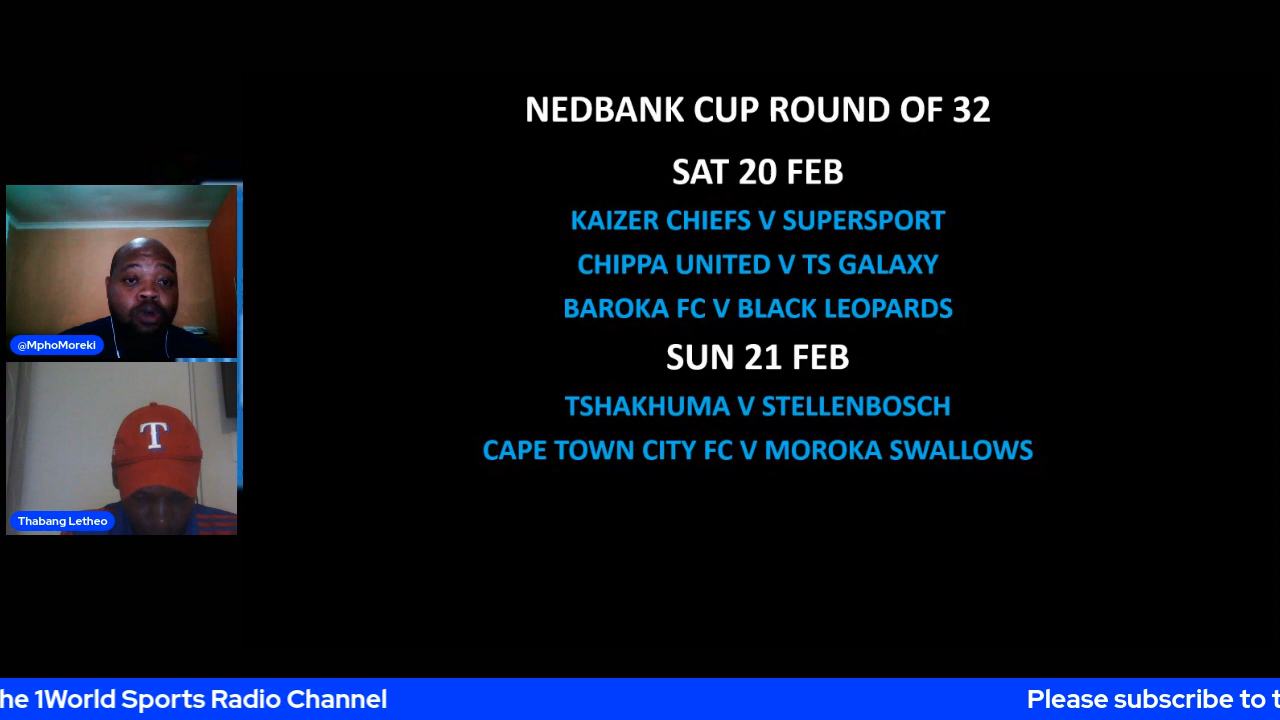 NEDBANK CUP ROUND OF 32
SAT 20 FEB
KAIZER CHIEFS V SUPERSPORT
CHIPPA UNITED V TS GALAXY
BAROKA FC V BLACK LEOPARDS
SUN 21 FEB
TSHAKHUMA V STELLENBOSCH
CAPE TOWN CITY FC V MOROKA SWALLOWS
@MphoMoreki
T
Thabang Letheo
he 1World Sports Radio Channel
Please subscribe to t